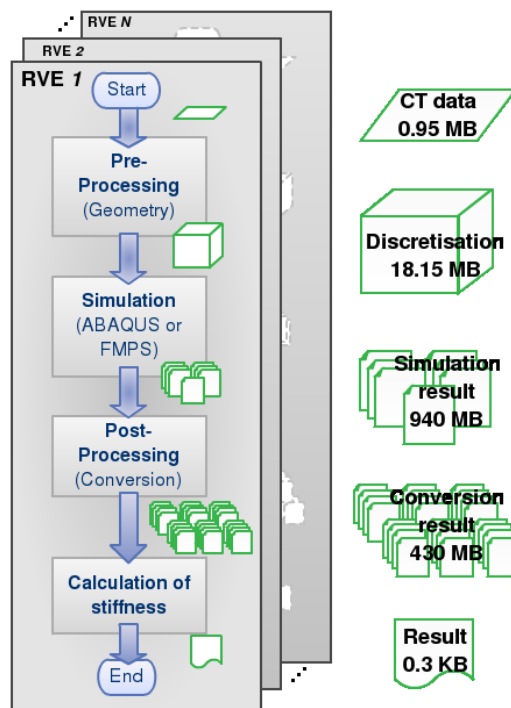 RVE N
RVE 2
RVE 1
Start
Pre-
Processing
(Geometry)
Simulation
(ABAQUS or
FMPS)
Post-
Processing
(Conversion)
Calculation of
stiffness
End
CT data
0.95 MB
Discretisation
18.15 MB
Simulation
result
940 MB
Conversion
result
430 MB
Result
0.3 KB